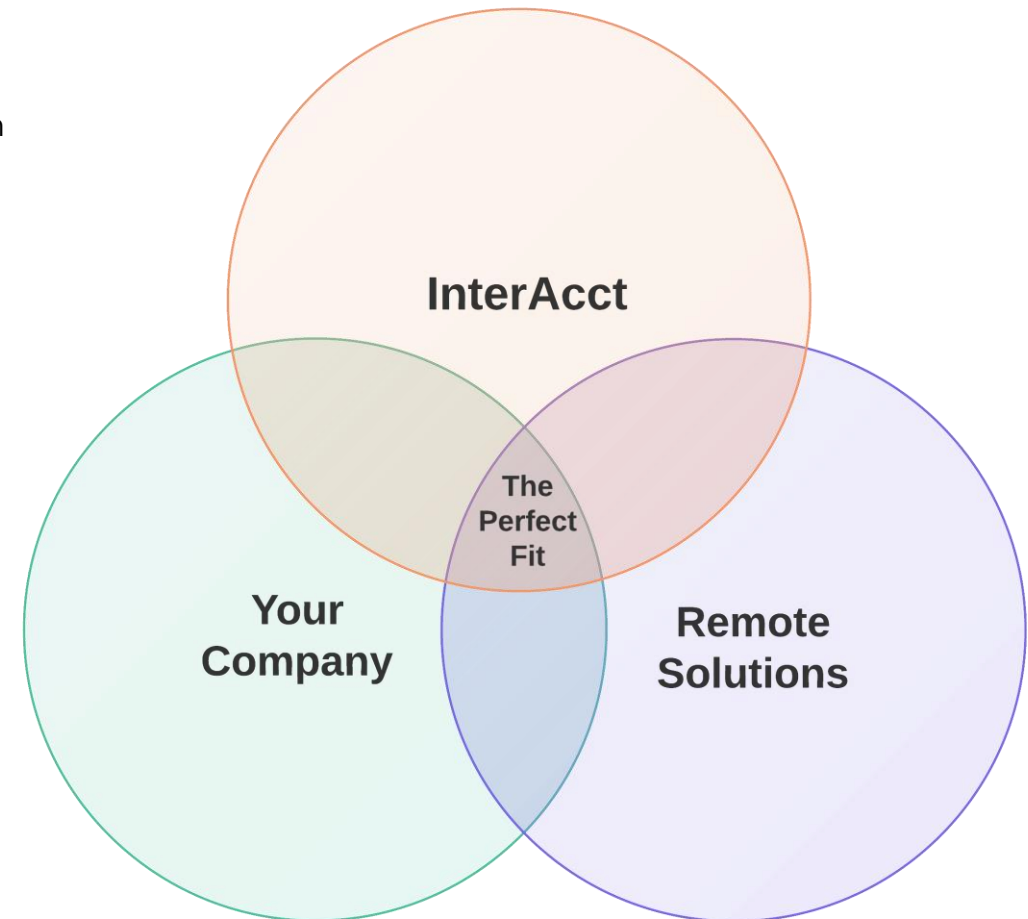 InterAcct
The
Perfect
Fit
Your
Company
Remote
Solutions